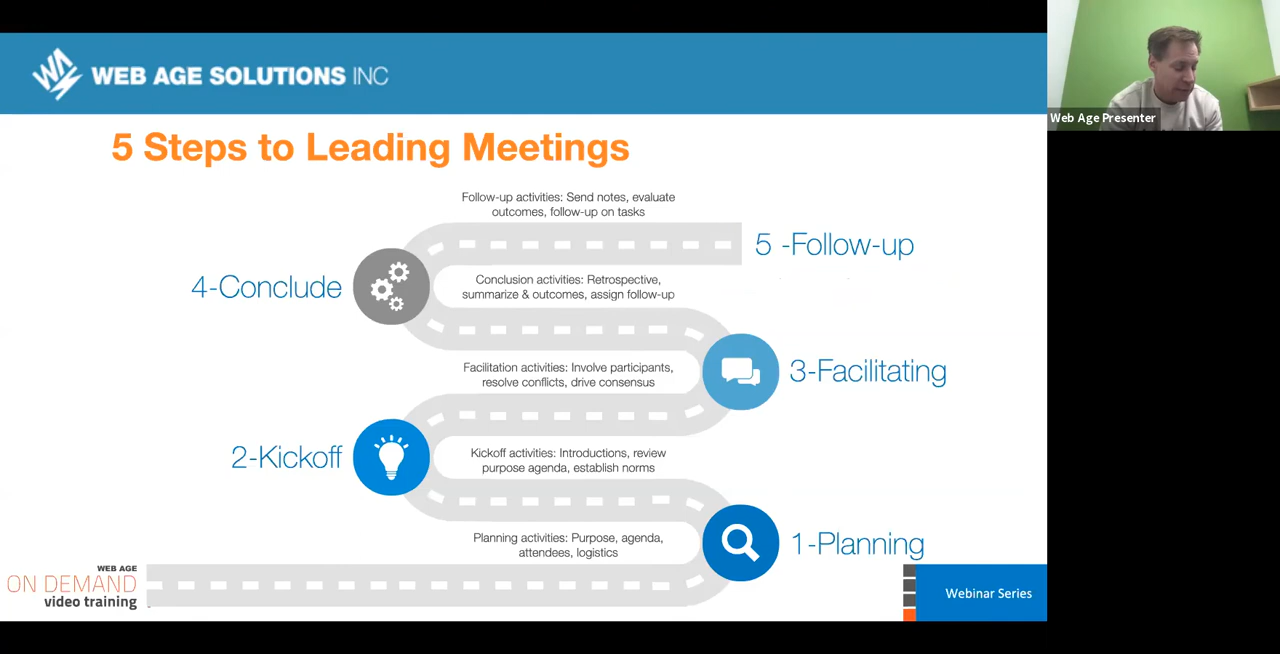 WEB AGE SOLUTIONS INC
Web Age Presenter
5 Steps to Leading Meetings
Follow-up activities: Send notes, evaluate
outcomes, follow-up on tasks
5 -Follow-up
4-Conclude
Conclusion activities: Retrospective,
summarize & outcomes, assign follow-up
Facilitation activities: Involve participants,
resolve conflicts, drive consensus
3-Facilitating
2-Kickoff
Kickoff activities: Introductions, review
purpose agenda, establish norms
Planning activities: Purpose, agenda,
attendees, logistics
1-Planning
WEB AGE
ON DEMAND
video training
Webinar Series